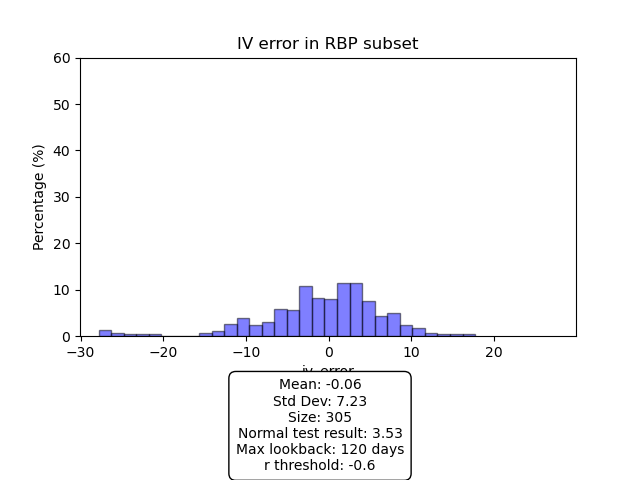 IV error in RBP subset
60
50
40
30
20
10
0
Percentage (%)
−30 −20 −10 0 10 20
iv_error
Mean: -0.06
Std Dev: 7.23
Size: 305
Normal test result: 3.53
Max lookback: 120 days
r threshold: -0.6